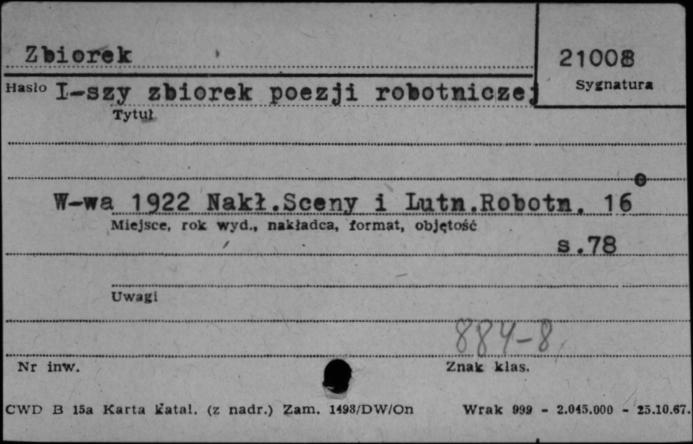 Zbiorek
21008
Hasło I-szy zbiorek poezji robotniczej
Sygnatura
Tytuł
W-wa 1922 Nakł.Sceny i Lutn.Robotn. 16°
Miejsce, rok wyd., nakładca, format, objętość
s.78
Uwagi
884-8
Nr inw.
Znak klas.
CWD B 15a Karta katal. (z nadr.) Zam. 1498/DW/On Wrak 999 - 2.045.000 - 25.10.67.